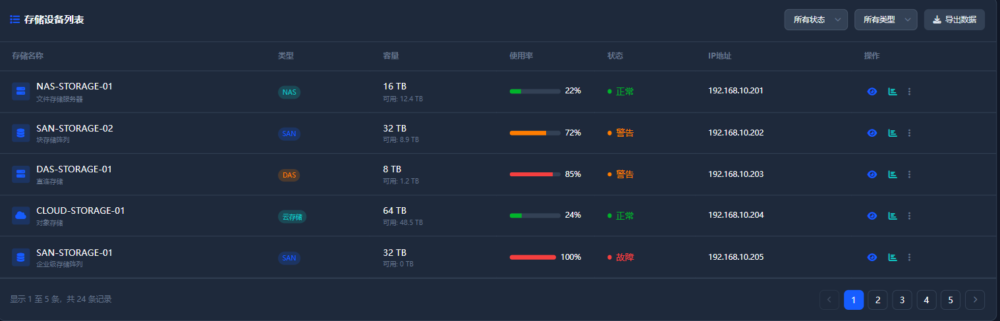 存储设备列表
所有状态 所有类型 导出数据
存储名称 类型 容量 使用率 状态 IP地址 操作
NAS-STORAGE-01
文件存储服务器
NAS
16 TB
可用: 12.4 TB
22%
正常
192.168.10.201
SAN-STORAGE-02
块存储阵列
SAN
32 TB
可用: 8.9 TB
72%
警告
192.168.10.202
DAS-STORAGE-01
直连存储
DAS
8 TB
可用: 1.2 TB
85%
警告
192.168.10.203
CLOUD-STORAGE-01
对象存储
云存储
64 TB
可用: 48.5 TB
24%
正常
192.168.10.204
SAN-STORAGE-01
企业级存储阵列
SAN
32 TB
可用: 0 TB
100%
故障
192.168.10.205
显示 1 至 5 条，共 24 条记录
1 2 3 4 5